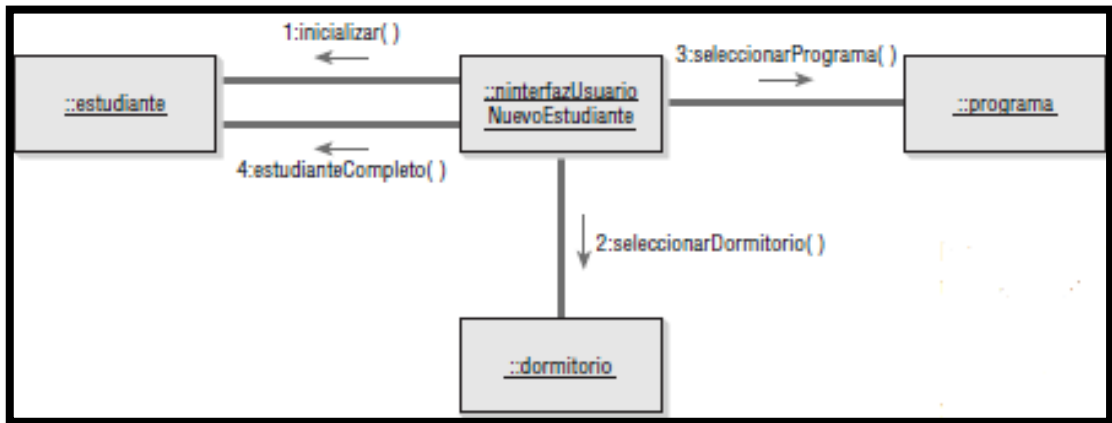 1:inicializar( )
3:seleccionarPrograma( )
::estudiante
::ninterfazUsuario
NuevoEstudiante
::programa
4:estudianteCompleto( )
2:seleccionarDormitorio( )
::dormitorio